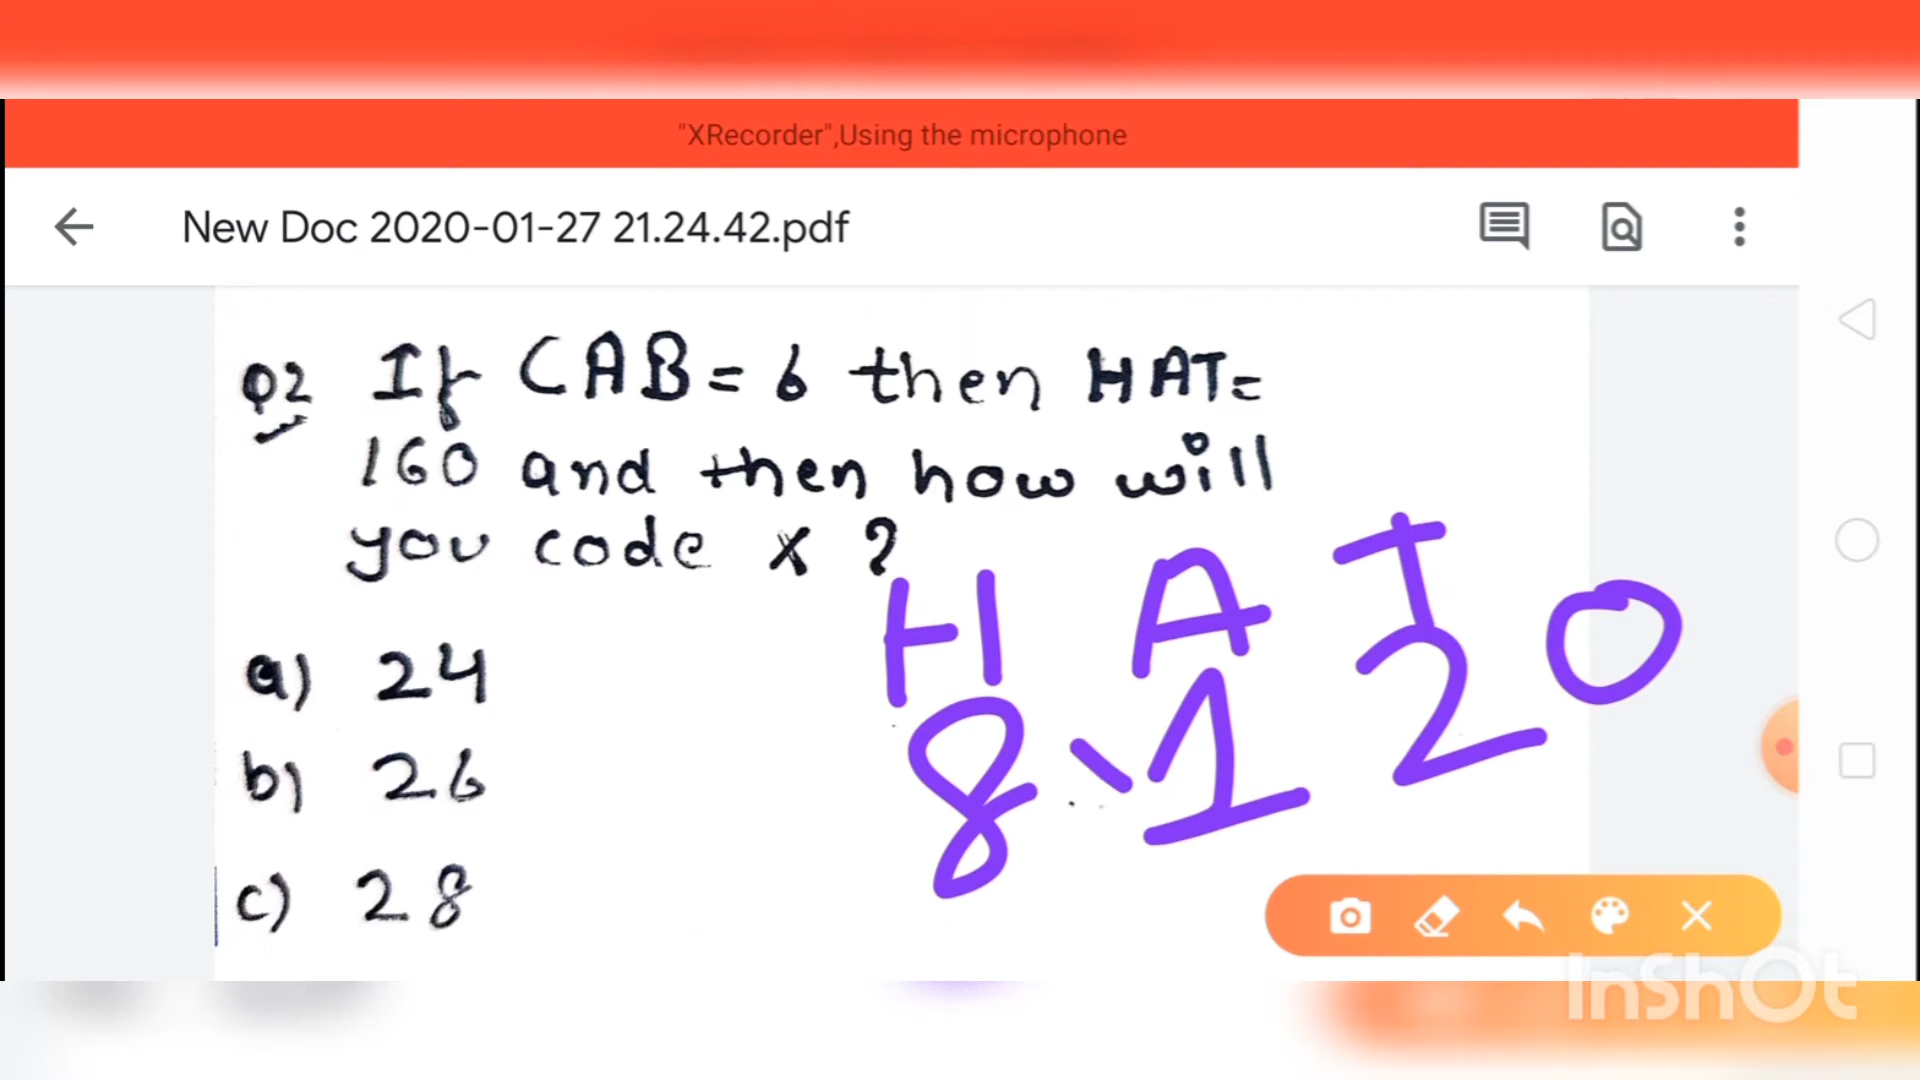 "XRecorder",Using the microphone
New Doc 2020-01-27 21.24.42.pdf
Q2 If CAB = 6 then HAT =
160 and then how will
you code x ?
H A T
8 1 20
a) 24
b) 26
c) 28
InShOt